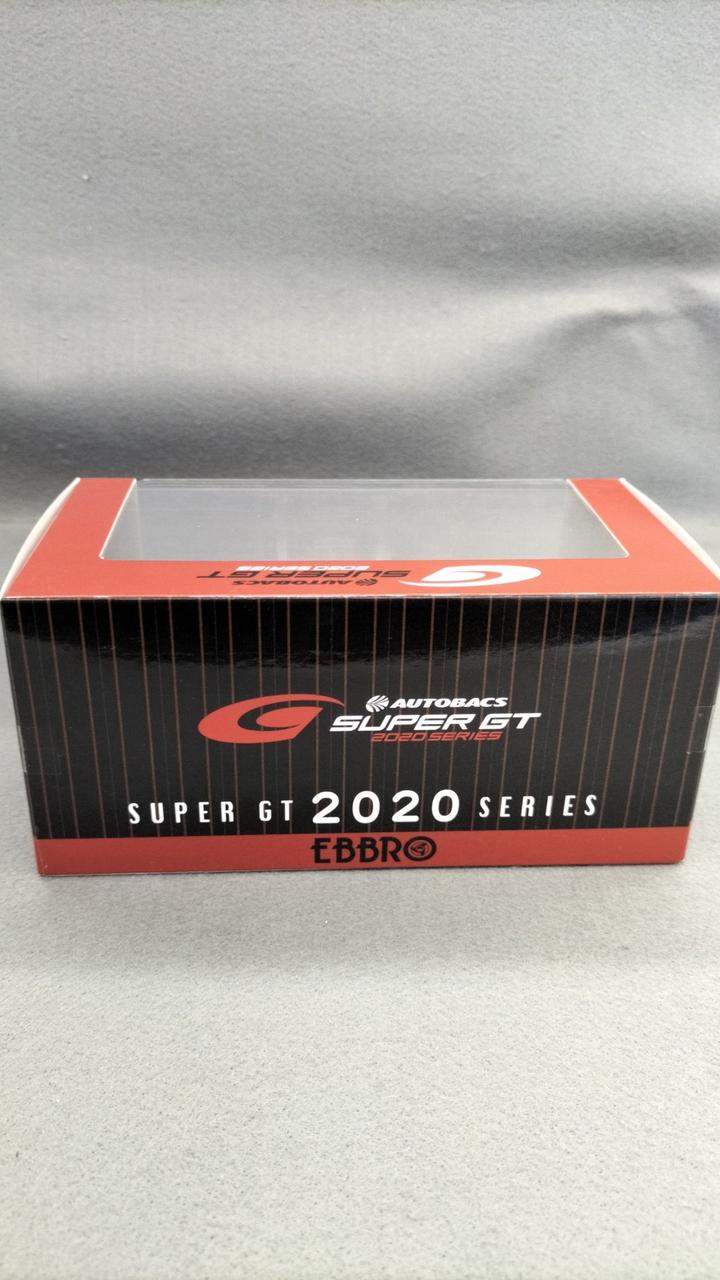 AUTOBACS
SUPER GT
2020 SERIES
AUTOBACS
SUPER GT
2020 SERIES
SUPER GT 2020 SERIES
EBBRO